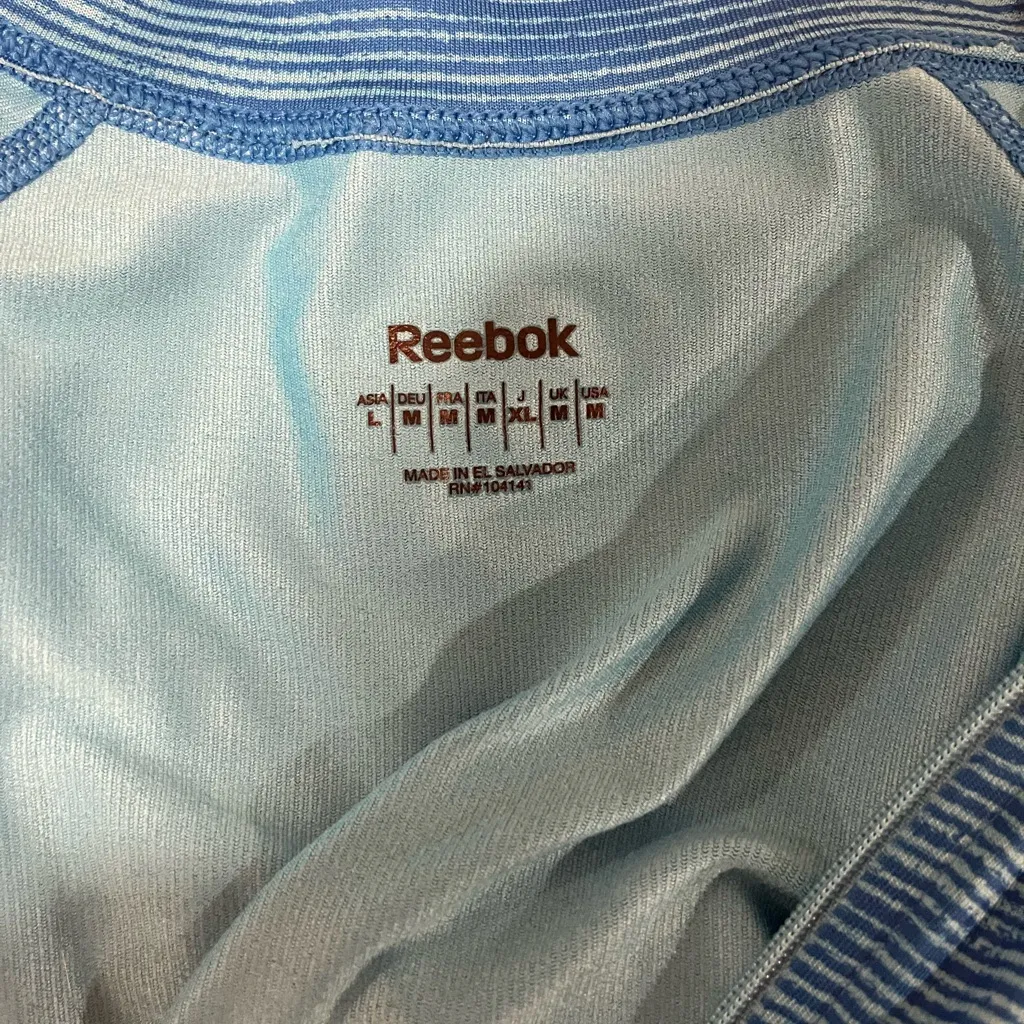 Reebok
ASIA DEU FRA ITA J UK USA
L M M M XL M M
MADE IN EL SALVADOR
RN#104141